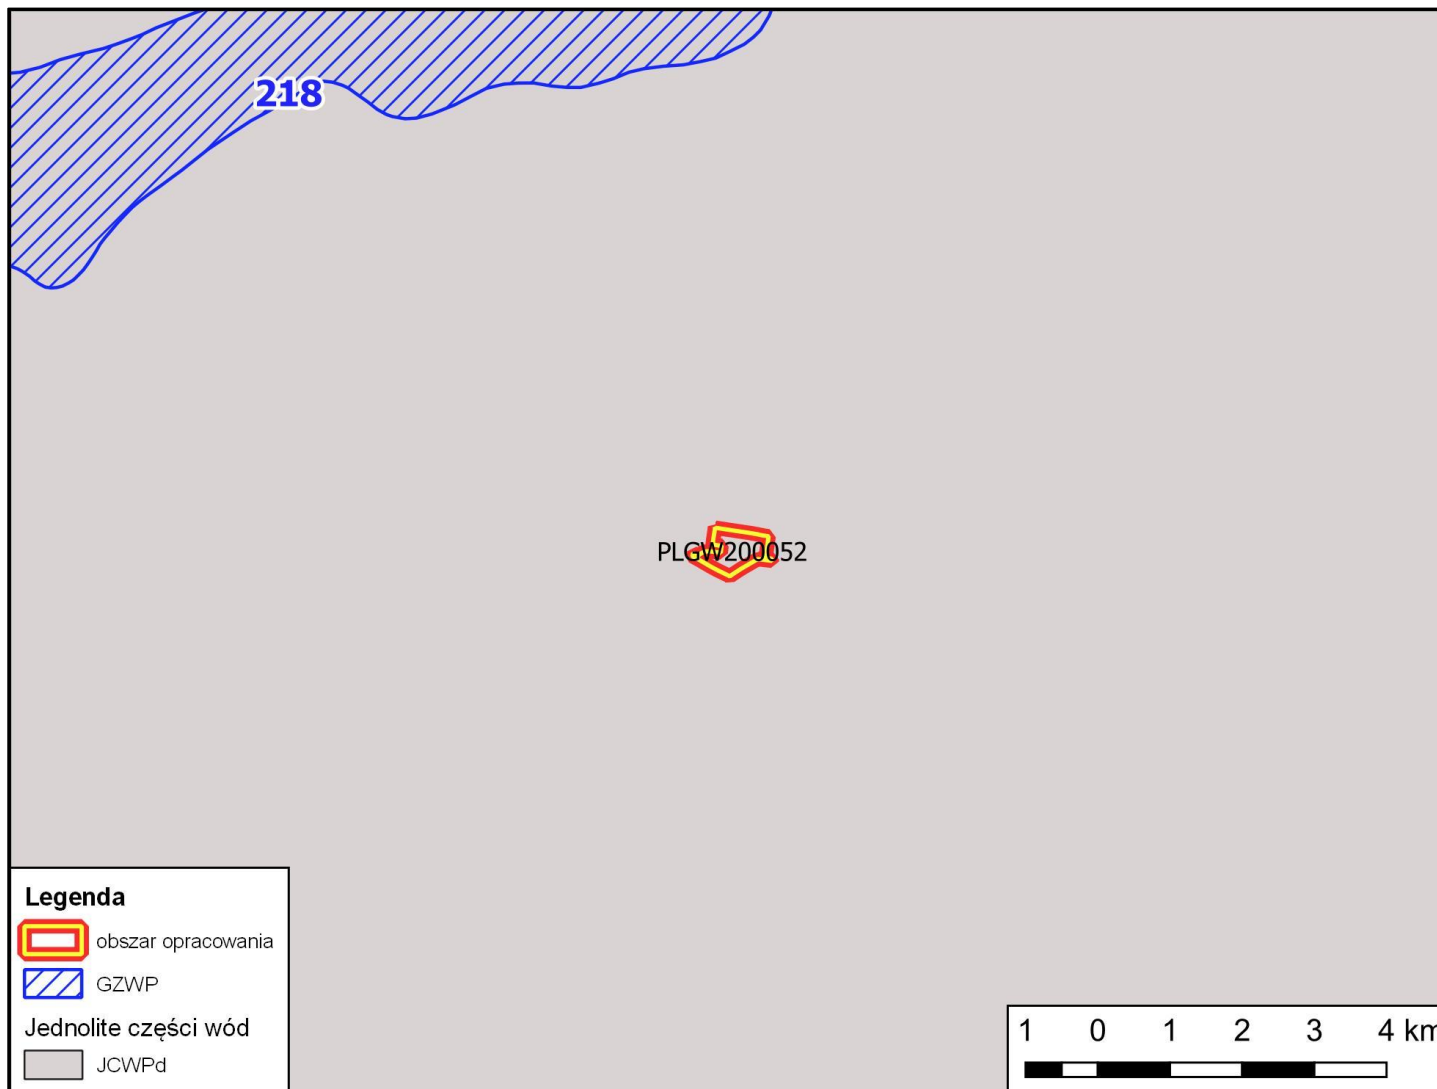 218
PLGW200052
Legenda
obszar opracowania
GZWP
Jednolite części wód
JCWPd
1 0 1 2 3 4 km